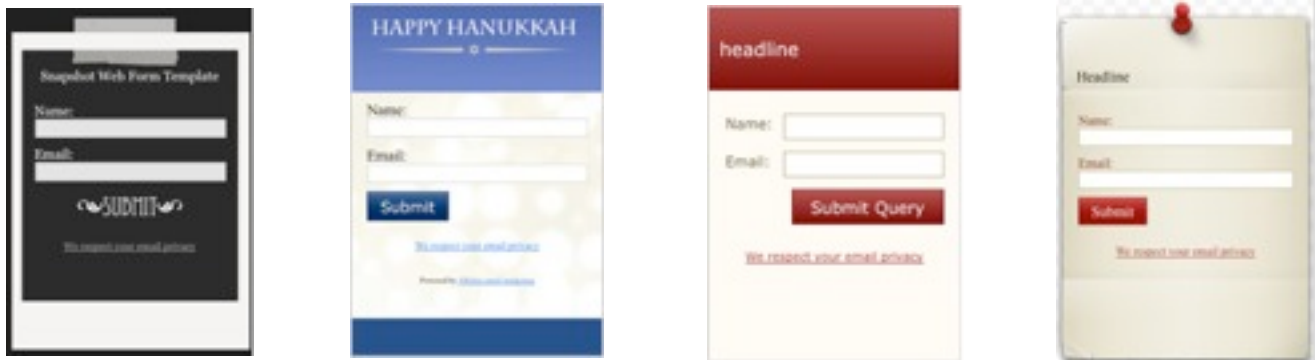 Snapshot Web Form Template
Name:
Email:
SUBMIT
We respect your email privacy
HAPPY HANUKKAH
Name:
Email:
Submit
We respect your email privacy
Powered by
headline
Name:
Email:
Submit Query
We respect your email privacy
Headline
Name:
Email:
Submit
We respect your email privacy